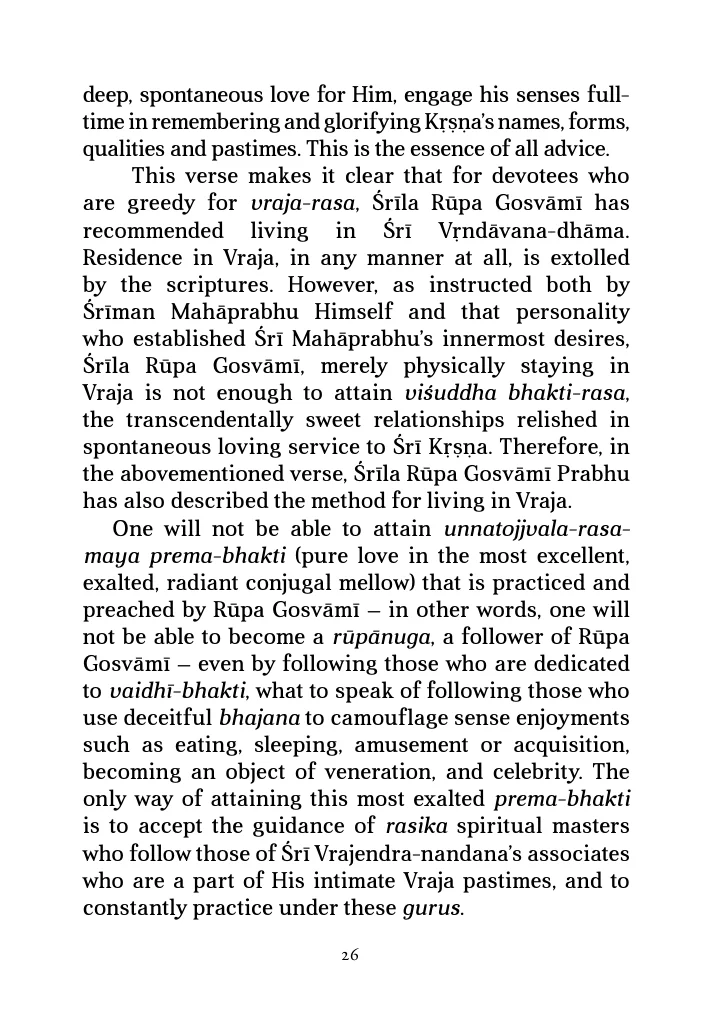 deep, spontaneous love for Him, engage his senses full-
time in remembering and glorifying Kṛṣṇa's names, forms,
qualities and pastimes. This is the essence of all advice.
This verse makes it clear that for devotees who
are greedy for vraja-rasa, Śrīla Rūpa Gosvāmī has
recommended living in Śrī Vṛndāvana-dhāma.
Residence in Vraja, in any manner at all, is extolled
by the scriptures. However, as instructed both by
Śrīman Mahāprabhu Himself and that personality
who established Śrī Mahāprabhu's innermost desires,
Śrīla Rūpa Gosvāmī, merely physically staying in
Vraja is not enough to attain viśuddha bhakti-rasa,
the transcendentally sweet relationships relished in
spontaneous loving service to Śrī Kṛṣṇa. Therefore, in
the abovementioned verse, Śrīla Rūpa Gosvāmī Prabhu
has also described the method for living in Vraja.
One will not be able to attain unnatojjvala-rasa-
maya prema-bhakti (pure love in the most excellent,
exalted, radiant conjugal mellow) that is practiced and
preached by Rūpa Gosvāmī – in other words, one will
not be able to become a rūpānuga, a follower of Rūpa
Gosvāmī – even by following those who are dedicated
to vaidhī-bhakti, what to speak of following those who
use deceitful bhajana to camouflage sense enjoyments
such as eating, sleeping, amusement or acquisition,
becoming an object of veneration, and celebrity. The
only way of attaining this most exalted prema-bhakti
is to accept the guidance of rasika spiritual masters
who follow those of Śrī Vrajendra-nandana's associates
who are a part of His intimate Vraja pastimes, and to
constantly practice under these gurus.
26